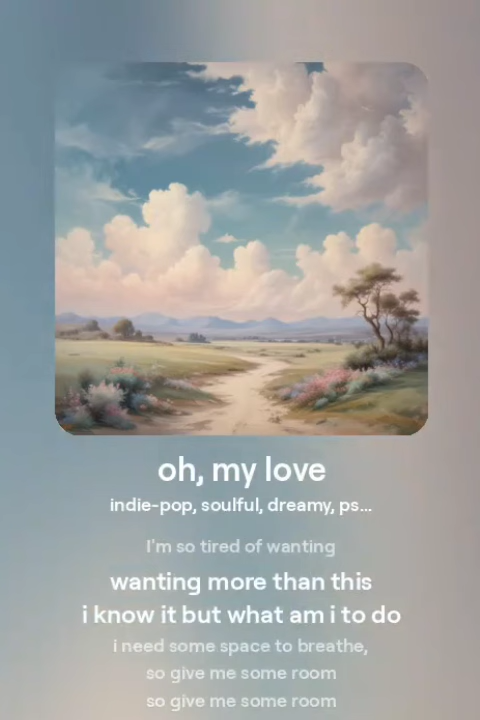 oh, my love
indie-pop, soulful, dreamy, ps...
I'm so tired of wanting
wanting more than this
i know it but what am i to do
i need some space to breathe,
so give me some room
so give me some room